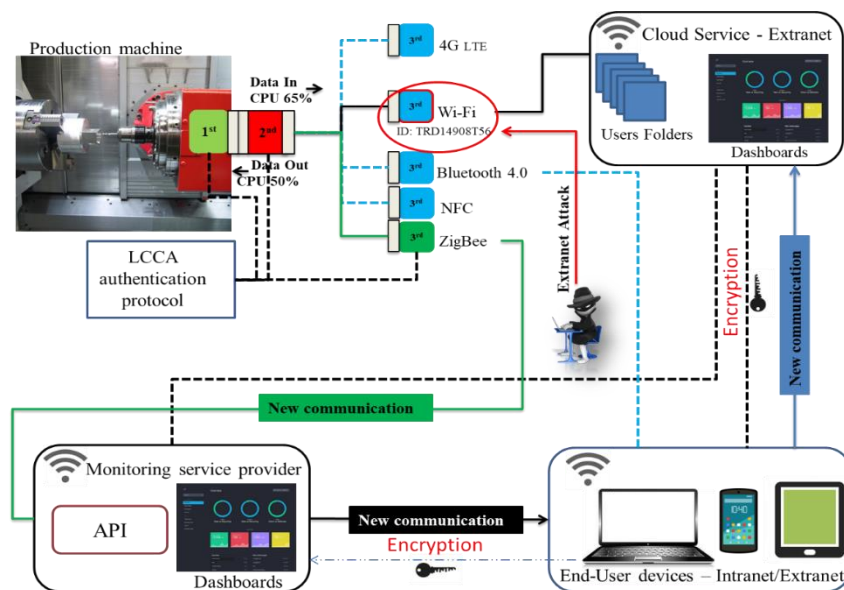 Production machine
1st
2nd
Data In
CPU 65%
Data Out
CPU 50%
3rd
4G LTE
3rd
Wi-Fi
ID: TRD14908T56
3rd
Bluetooth 4.0
3rd
NFC
3rd
ZigBee
LCCA
authentication
protocol
Extranet Attack
Cloud Service - Extranet
Users Folders
Dashboards
Encryption
New communication
New communication
Monitoring service provider
API
Dashboards
New communication
Encryption
10:40
End-User devices – Intranet/Extranet